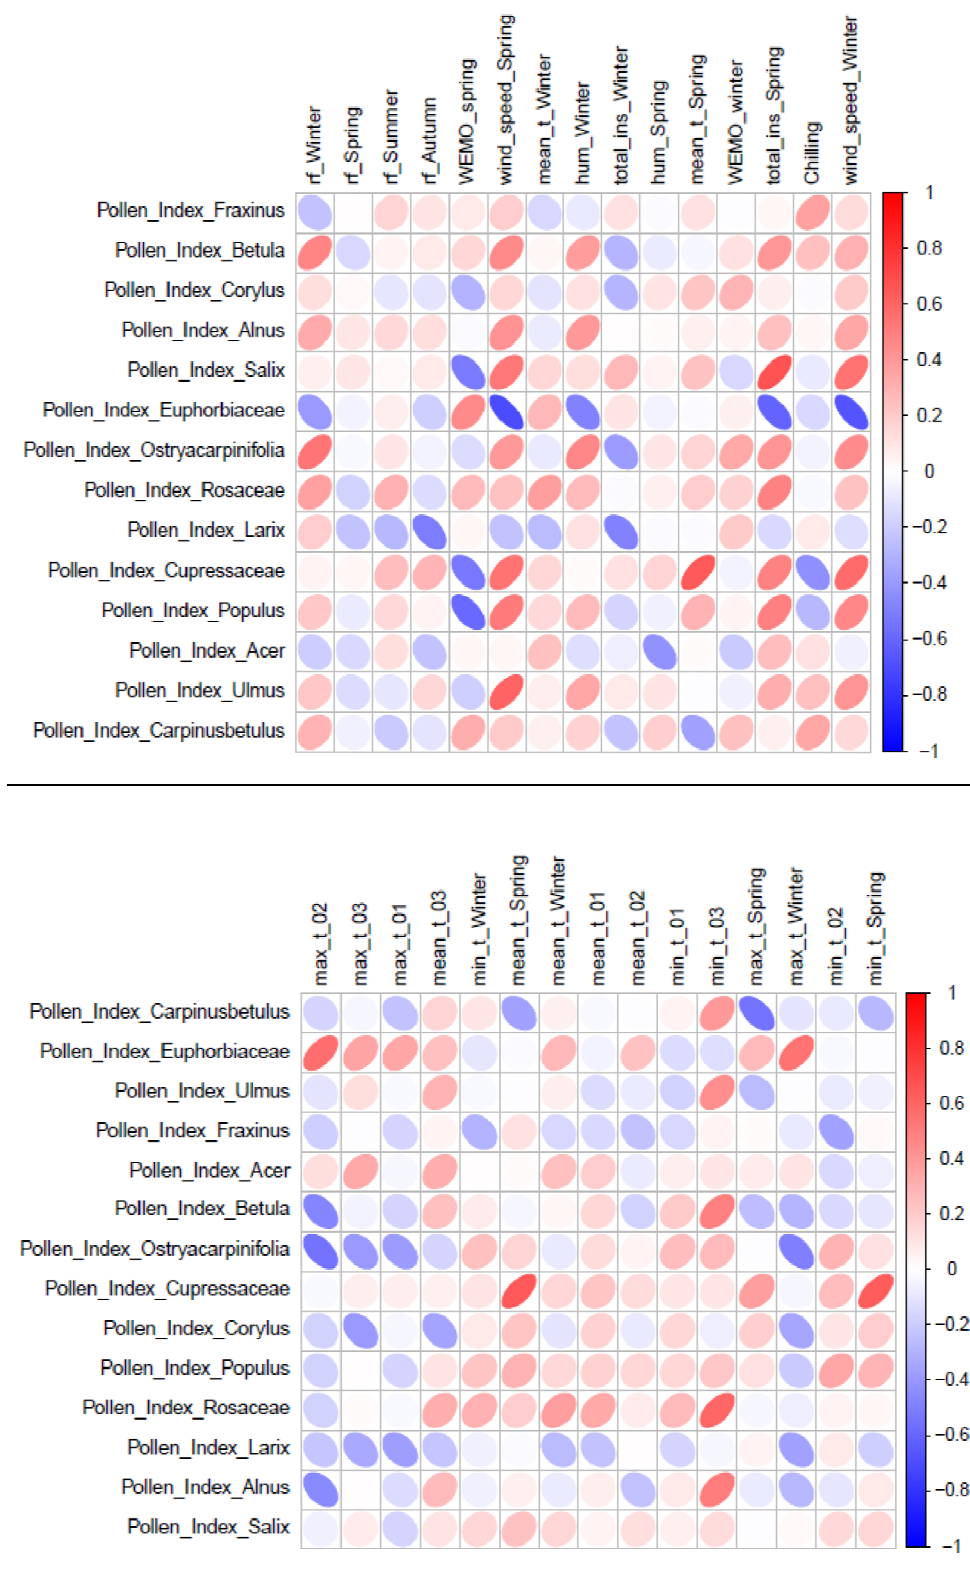 rf_Winter
rf_Spring
rf_Summer
rf_Autumn
WEMO_spring
wind_speed_Spring
mean_t_Winter
hum_Winter
total_ins_Winter
hum_Spring
mean_t_Spring
WEMO_winter
total_ins_Spring
Chilling
wind_speed_Winter
Pollen_Index_Fraxinus
Pollen_Index_Betula
Pollen_Index_Corylus
Pollen_Index_Alnus
Pollen_Index_Salix
Pollen_Index_Euphorbiaceae
Pollen_Index_Ostryacarpinifolia
Pollen_Index_Rosaceae
Pollen_Index_Larix
Pollen_Index_Cupressaceae
Pollen_Index_Populus
Pollen_Index_Acer
Pollen_Index_Ulmus
Pollen_Index_Carpinusbetulus
1
0.8
0.6
0.4
0.2
0
−0.2
−0.4
−0.6
−0.8
−1
max_t_02
max_t_03
max_t_01
mean_t_03
min_t_Winter
mean_t_Spring
mean_t_Winter
mean_t_01
mean_t_02
min_t_01
min_t_03
max_t_Spring
max_t_Winter
min_t_02
min_t_Spring
Pollen_Index_Carpinusbetulus
Pollen_Index_Euphorbiaceae
Pollen_Index_Ulmus
Pollen_Index_Fraxinus
Pollen_Index_Acer
Pollen_Index_Betula
Pollen_Index_Ostryacarpinifolia
Pollen_Index_Cupressaceae
Pollen_Index_Corylus
Pollen_Index_Populus
Pollen_Index_Rosaceae
Pollen_Index_Larix
Pollen_Index_Alnus
Pollen_Index_Salix
1
0.8
0.6
0.4
0.2
0
−0.2
−0.4
−0.6
−0.8
−1